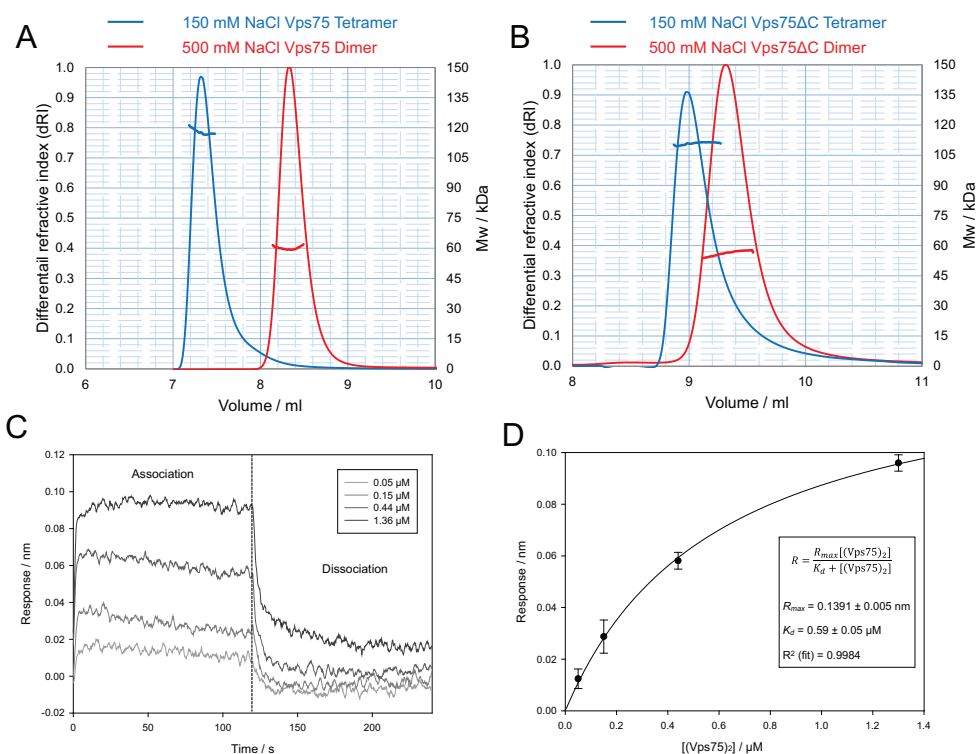 A
150 mM NaCl Vps75 Tetramer
500 mM NaCl Vps75 Dimer
Differentail refractive index (dRI)
1.0
0.9
0.8
0.7
0.6
0.5
0.4
0.3
0.2
0.1
0.0
150
135
120
105
90
75
60
45
30
15
0
Mw / kDa
6
7
8
9
10
Volume / ml
B
150 mM NaCl Vps75ΔC Tetramer
500 mM NaCl Vps75ΔC Dimer
Differential refractive index (dRI)
1.0
0.9
0.8
0.7
0.6
0.5
0.4
0.3
0.2
0.1
0.0
150
135
120
105
90
75
60
45
30
15
0
Mw / kDa
8
9
10
11
Volume / ml
C
Response / nm
0.12
0.10
0.08
0.06
0.04
0.02
0.00
-0.02
Association
Dissociation
0.05 µM
0.15 µM
0.44 µM
1.36 µM
0
50
100
150
200
Time / s
D
Response / nm
0.10
0.08
0.06
0.04
0.02
0.00
R = R_max[(Vps75)₂] / K_d + [(Vps75)₂]
Rmax = 0.1391 ± 0.005 nm
Kd = 0.59 ± 0.05 µM
R² (fit) = 0.9984
0.0
0.2
0.4
0.6
0.8
1.0
1.2
1.4
[(Vps75)₂] / µM